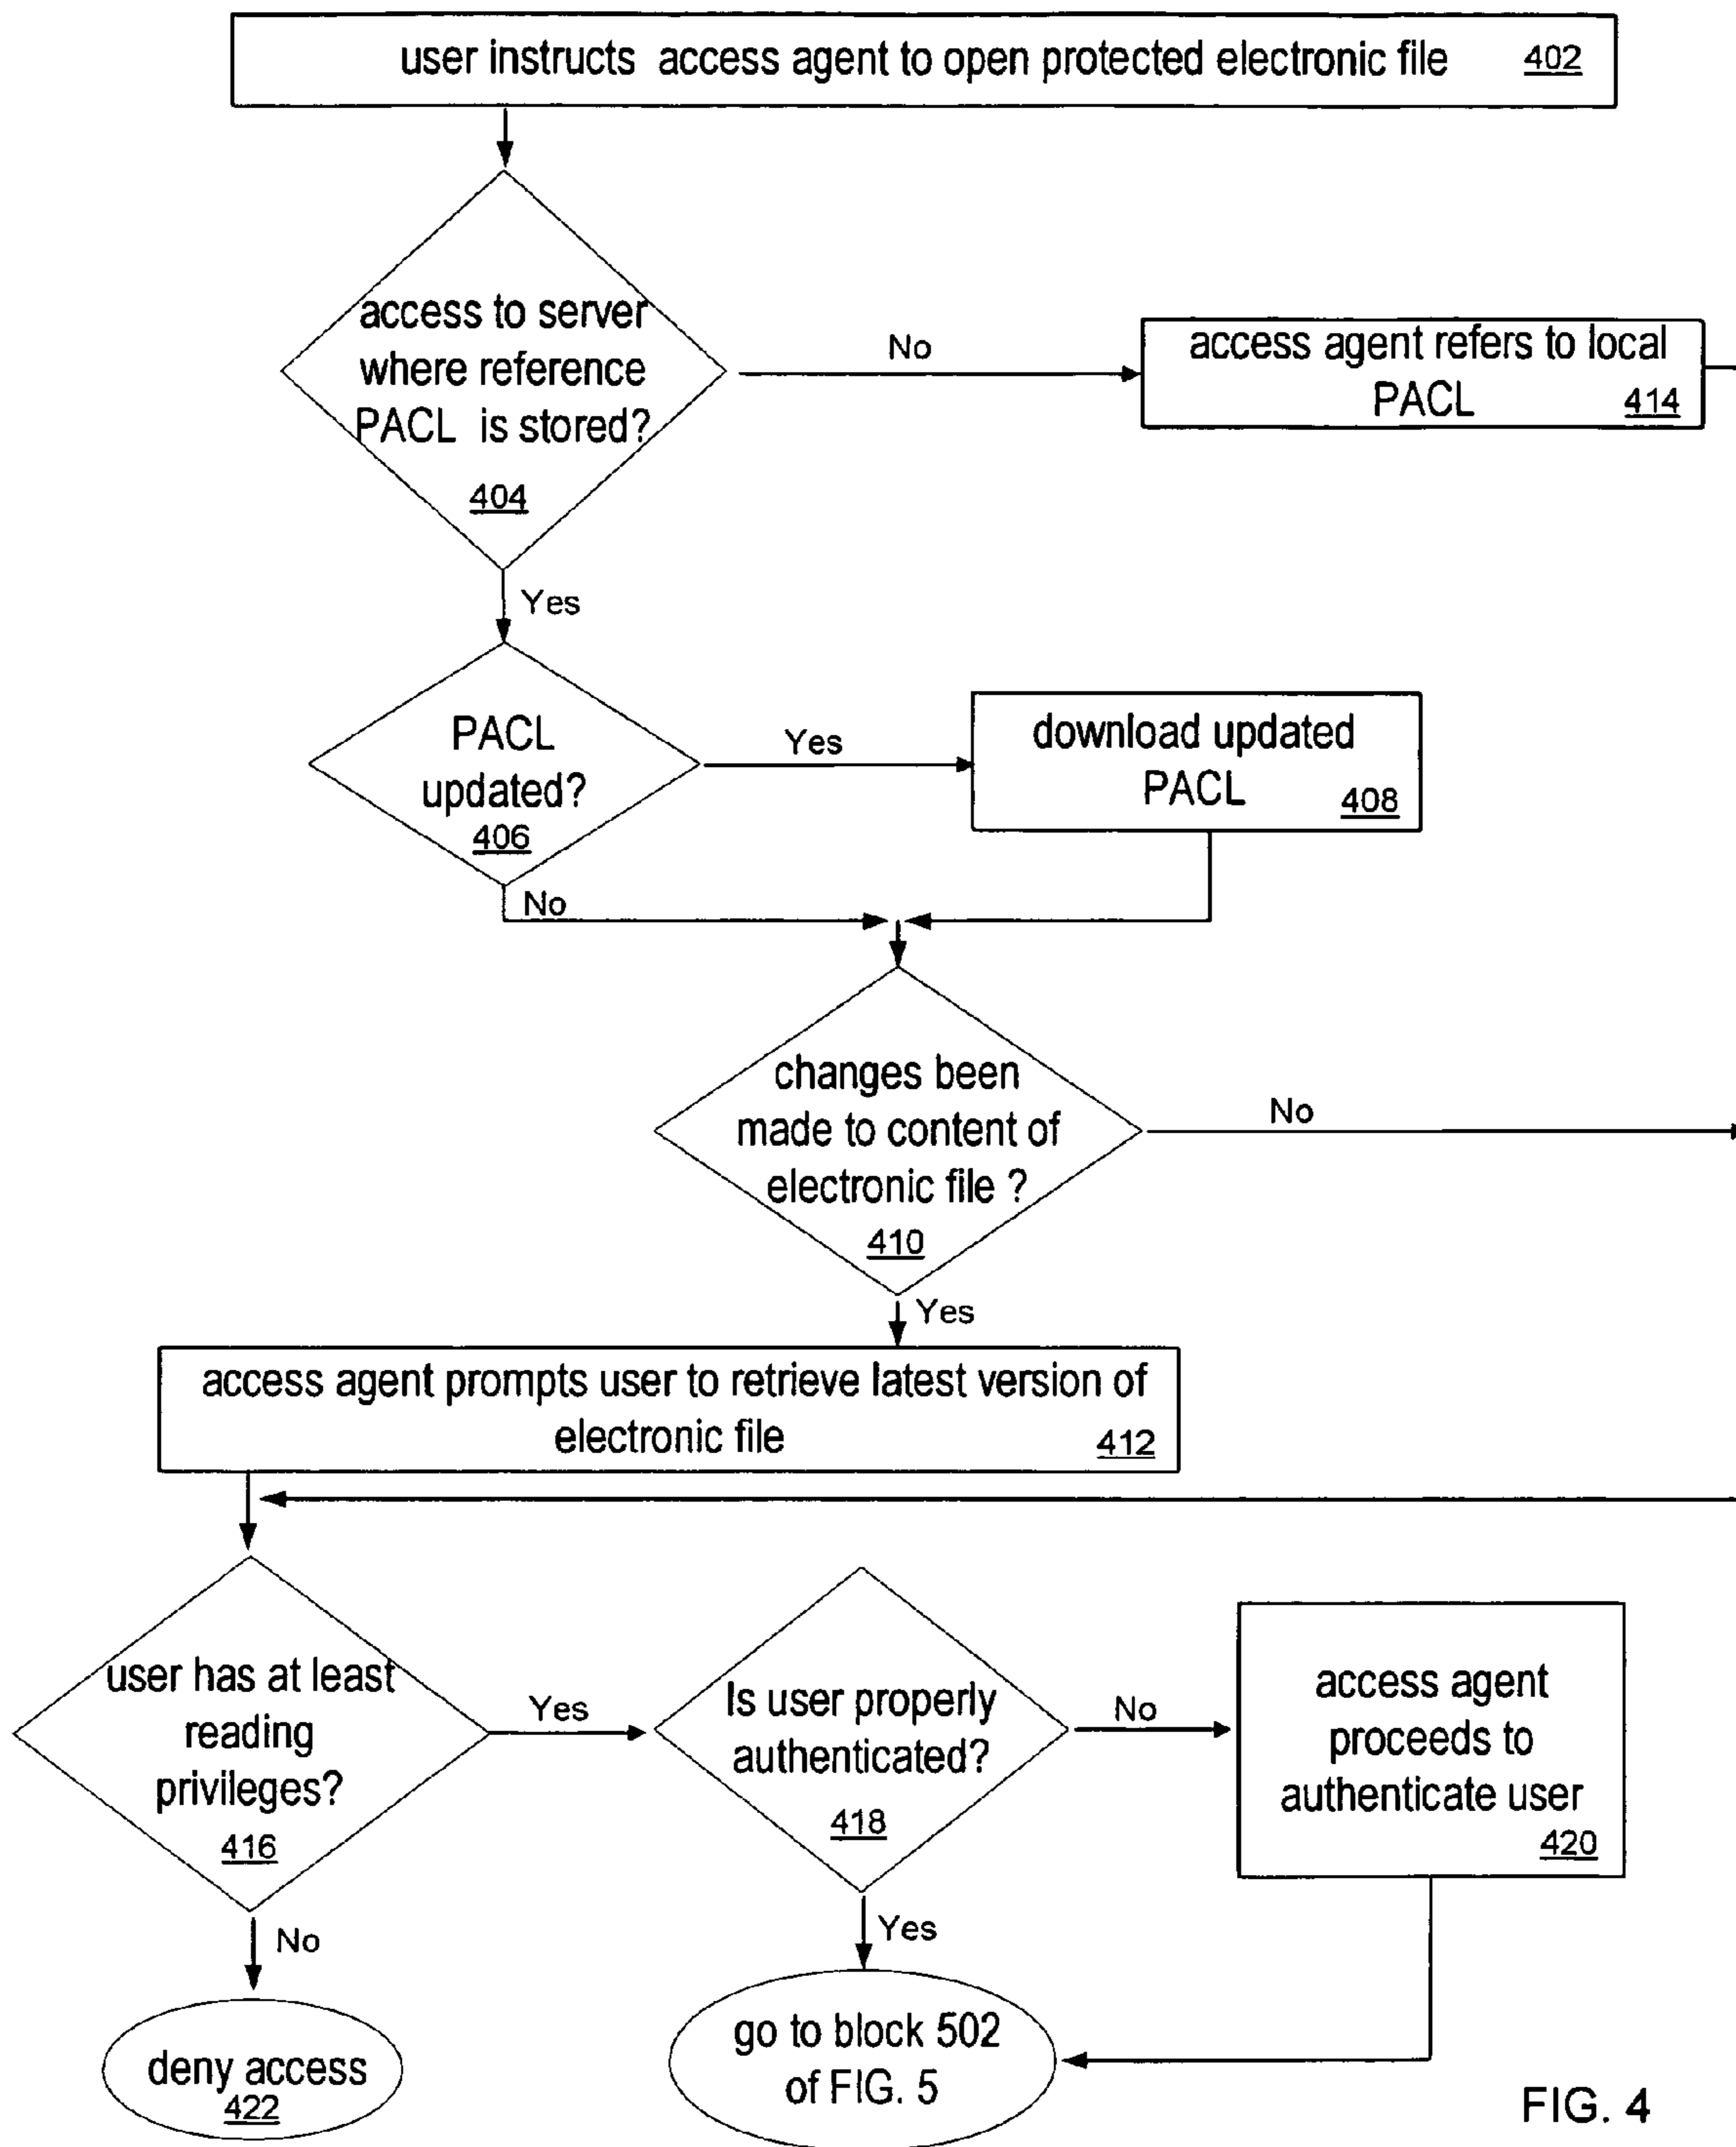 user instructs access agent to open protected electronic file 402
access to server
where reference
PACL is stored?
404
No
access agent refers to local
PACL 414
Yes
PACL
updated?
406
Yes
download updated
PACL 408
No
changes been
made to content of
electronic file ?
410
No
Yes
access agent prompts user to retrieve latest version of
electronic file 412
user has at least
reading
privileges?
416
Yes
Is user properly
authenticated?
418
No
access agent
proceeds to
authenticate user
420
No
Yes
deny access
422
go to block 502
of FIG. 5
FIG. 4